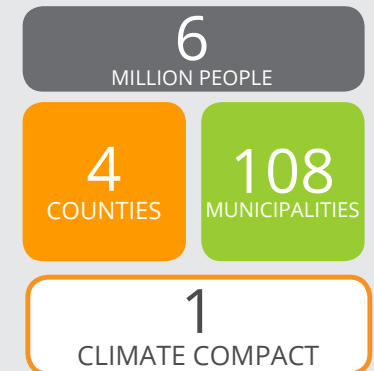 6
MILLION PEOPLE
4
COUNTIES
108
MUNICIPALITIES
1
CLIMATE COMPACT